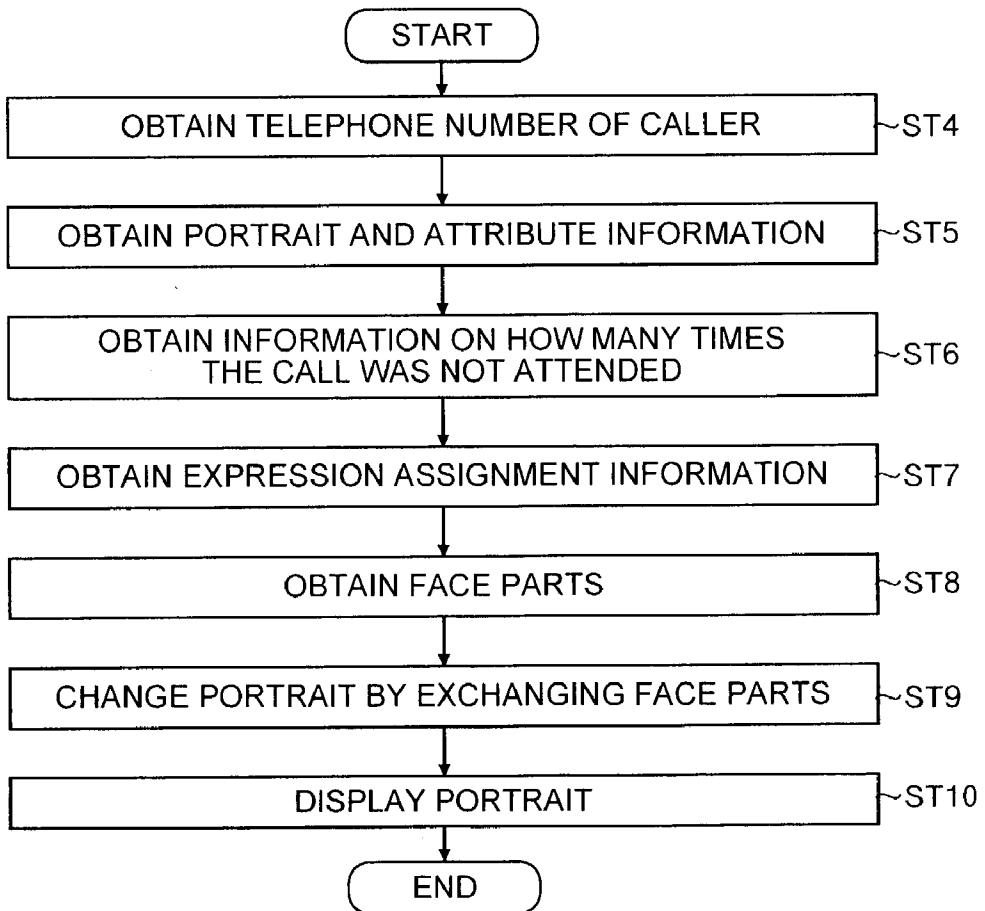 START
OBTAIN TELEPHONE NUMBER OF CALLER
~ST4
OBTAIN PORTRAIT AND ATTRIBUTE INFORMATION
~ST5
OBTAIN INFORMATION ON HOW MANY TIMES
THE CALL WAS NOT ATTENDED
~ST6
OBTAIN EXPRESSION ASSIGNMENT INFORMATION
~ST7
OBTAIN FACE PARTS
~ST8
CHANGE PORTRAIT BY EXCHANGING FACE PARTS
~ST9
DISPLAY PORTRAIT
~ST10
END